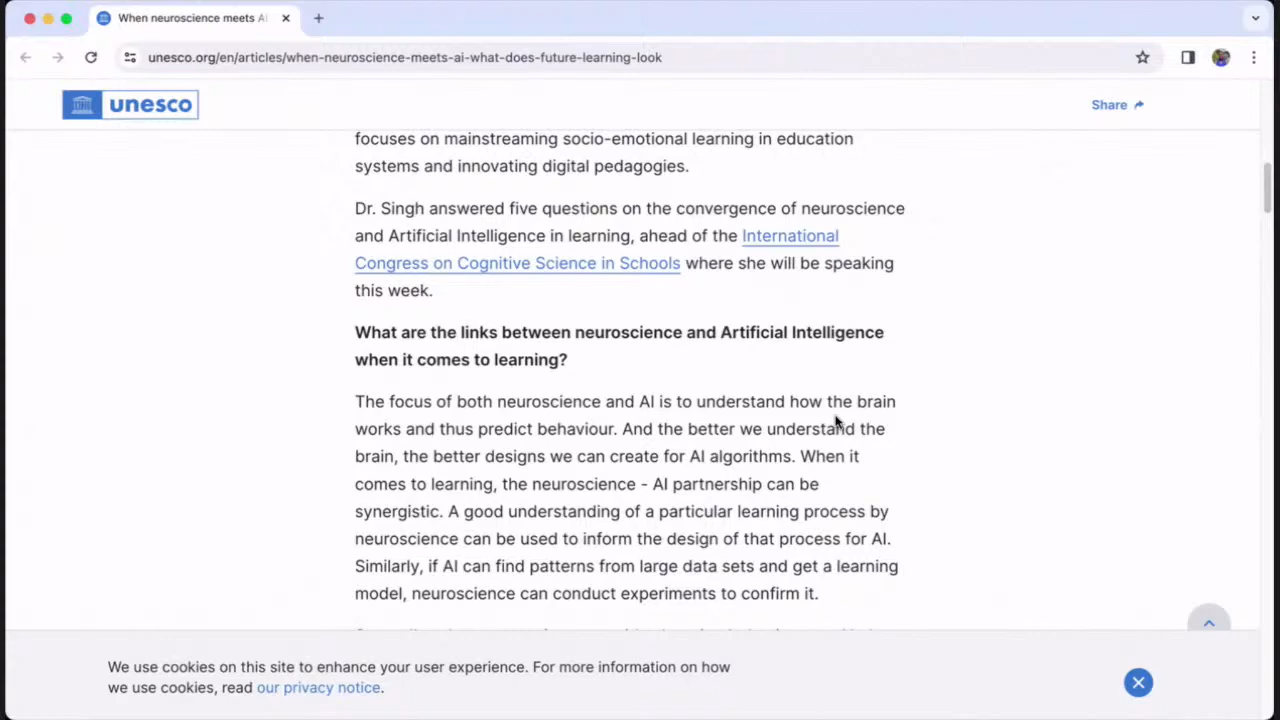 When neuroscience meets AI
unesco.org/en/articles/when-neuroscience-meets-ai-what-does-future-learning-look
unesco
Share
focuses on mainstreaming socio-emotional learning in education
systems and innovating digital pedagogies.
Dr. Singh answered five questions on the convergence of neuroscience
and Artificial Intelligence in learning, ahead of the International
Congress on Cognitive Science in Schools where she will be speaking
this week.
What are the links between neuroscience and Artificial Intelligence
when it comes to learning?
The focus of both neuroscience and AI is to understand how the brain
works and thus predict behaviour. And the better we understand the
brain, the better designs we can create for AI algorithms. When it
comes to learning, the neuroscience - AI partnership can be
synergistic. A good understanding of a particular learning process by
neuroscience can be used to inform the design of that process for AI.
Similarly, if AI can find patterns from large data sets and get a learning
model, neuroscience can conduct experiments to confirm it.
We use cookies on this site to enhance your user experience. For more information on how
we use cookies, read our privacy notice.